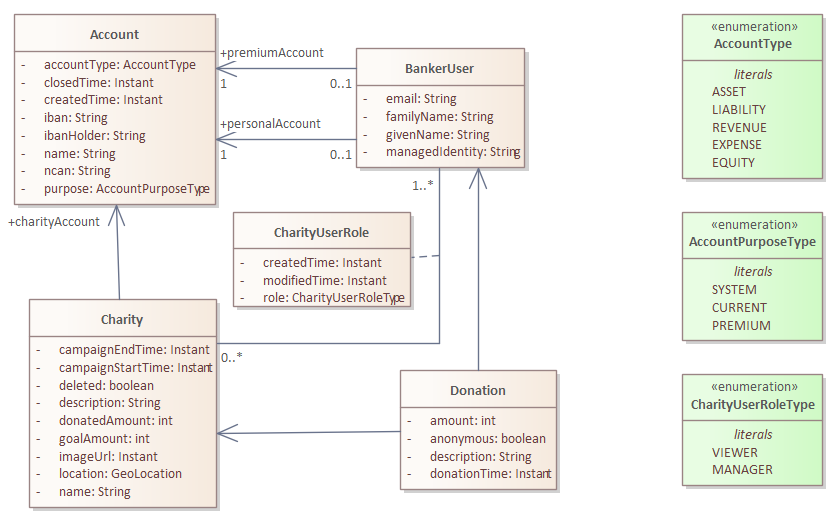 Account
- accountType: AccountType
- closedTime: Instant
- createdTime: Instant
- iban: String
- ibanHolder: String
- name: String
- ncan: String
- purpose: AccountPurposeType
+premiumAccount
1
0..1
+personalAccount
1
0..1
BankerUser
- email: String
- familyName: String
- givenName: String
- managedIdentity: String
1..*
+charityAccount
CharityUserRole
- createdTime: Instant
- modifiedTime: Instant
- role: CharityUserRoleType
Charity
- campaignEndTime: Instant
- campaignStartTime: Instant
- deleted: boolean
- description: String
- donatedAmount: int
- goalAmount: int
- imageUrl: Instant
- location: GeoLocation
- name: String
0..*
Donation
- amount: int
- anonymous: boolean
- description: String
- donationTime: Instant
«enumeration»
AccountType
literals
ASSET
LIABILITY
REVENUE
EXPENSE
EQUITY
«enumeration»
AccountPurposeType
literals
SYSTEM
CURRENT
PREMIUM
«enumeration»
CharityUserRoleType
literals
VIEWER
MANAGER